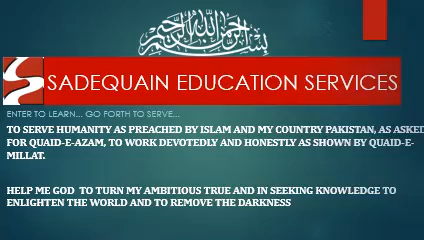 بسم الله الرحمن الرحيم
SADEQUAIN EDUCATION SERVICES
ENTER TO LEARN... GO FORTH TO SERVE...
TO SERVE HUMANITY AS PREACHED BY ISLAM AND MY COUNTRY PAKISTAN, AS ASKED
FOR QUAID-E-AZAM, TO WORK DEVOTEDLY AND HONESTLY AS SHOWN BY QUAID-E-
MILLAT.
HELP ME GOD TO TURN MY AMBITIOUS TRUE AND IN SEEKING KNOWLEDGE TO
ENLIGHTEN THE WORLD AND TO REMOVE THE DARKNESS